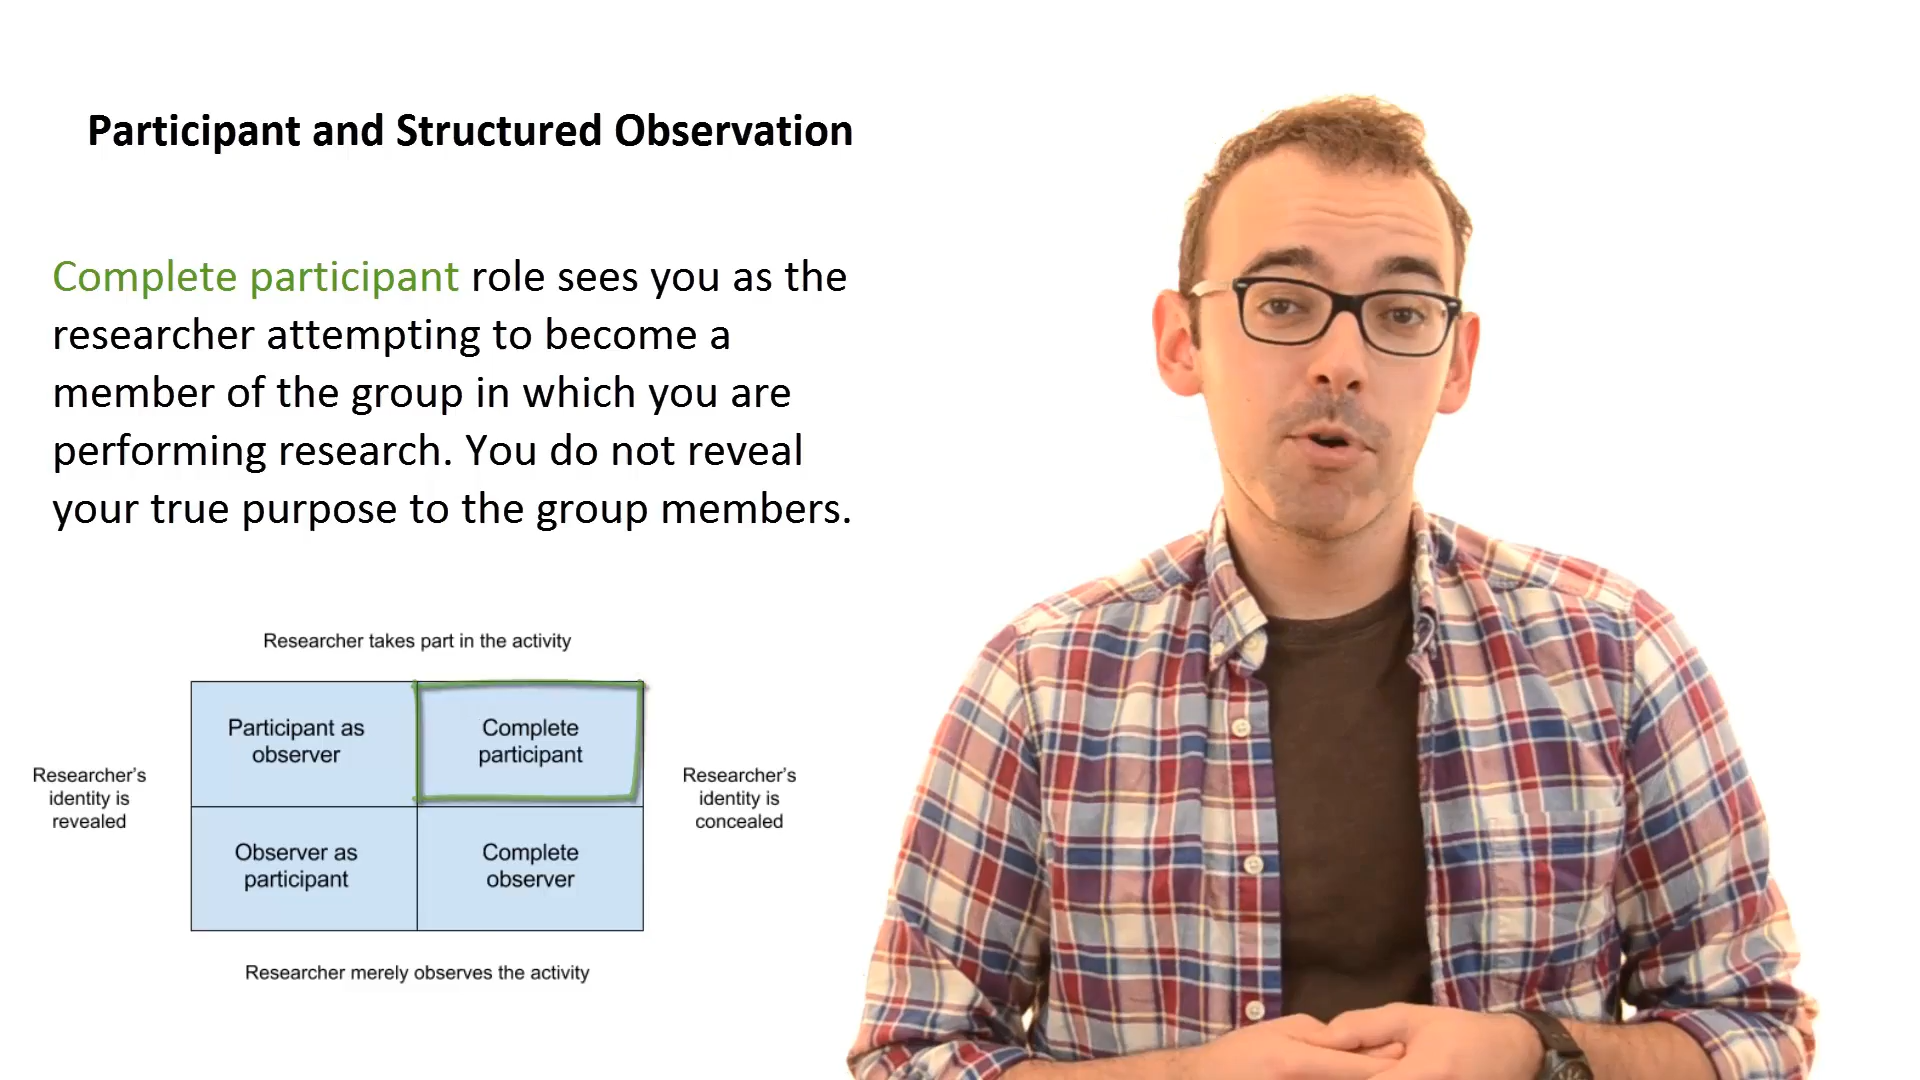 Participant and Structured Observation
Complete participant role sees you as the
researcher attempting to become a
member of the group in which you are
performing research. You do not reveal
your true purpose to the group members.
Researcher takes part in the activity
Participant as
observer
Complete
participant
Researcher's
identity is
revealed
Researcher's
identity is
concealed
Observer as
participant
Complete
observer
Researcher merely observes the activity